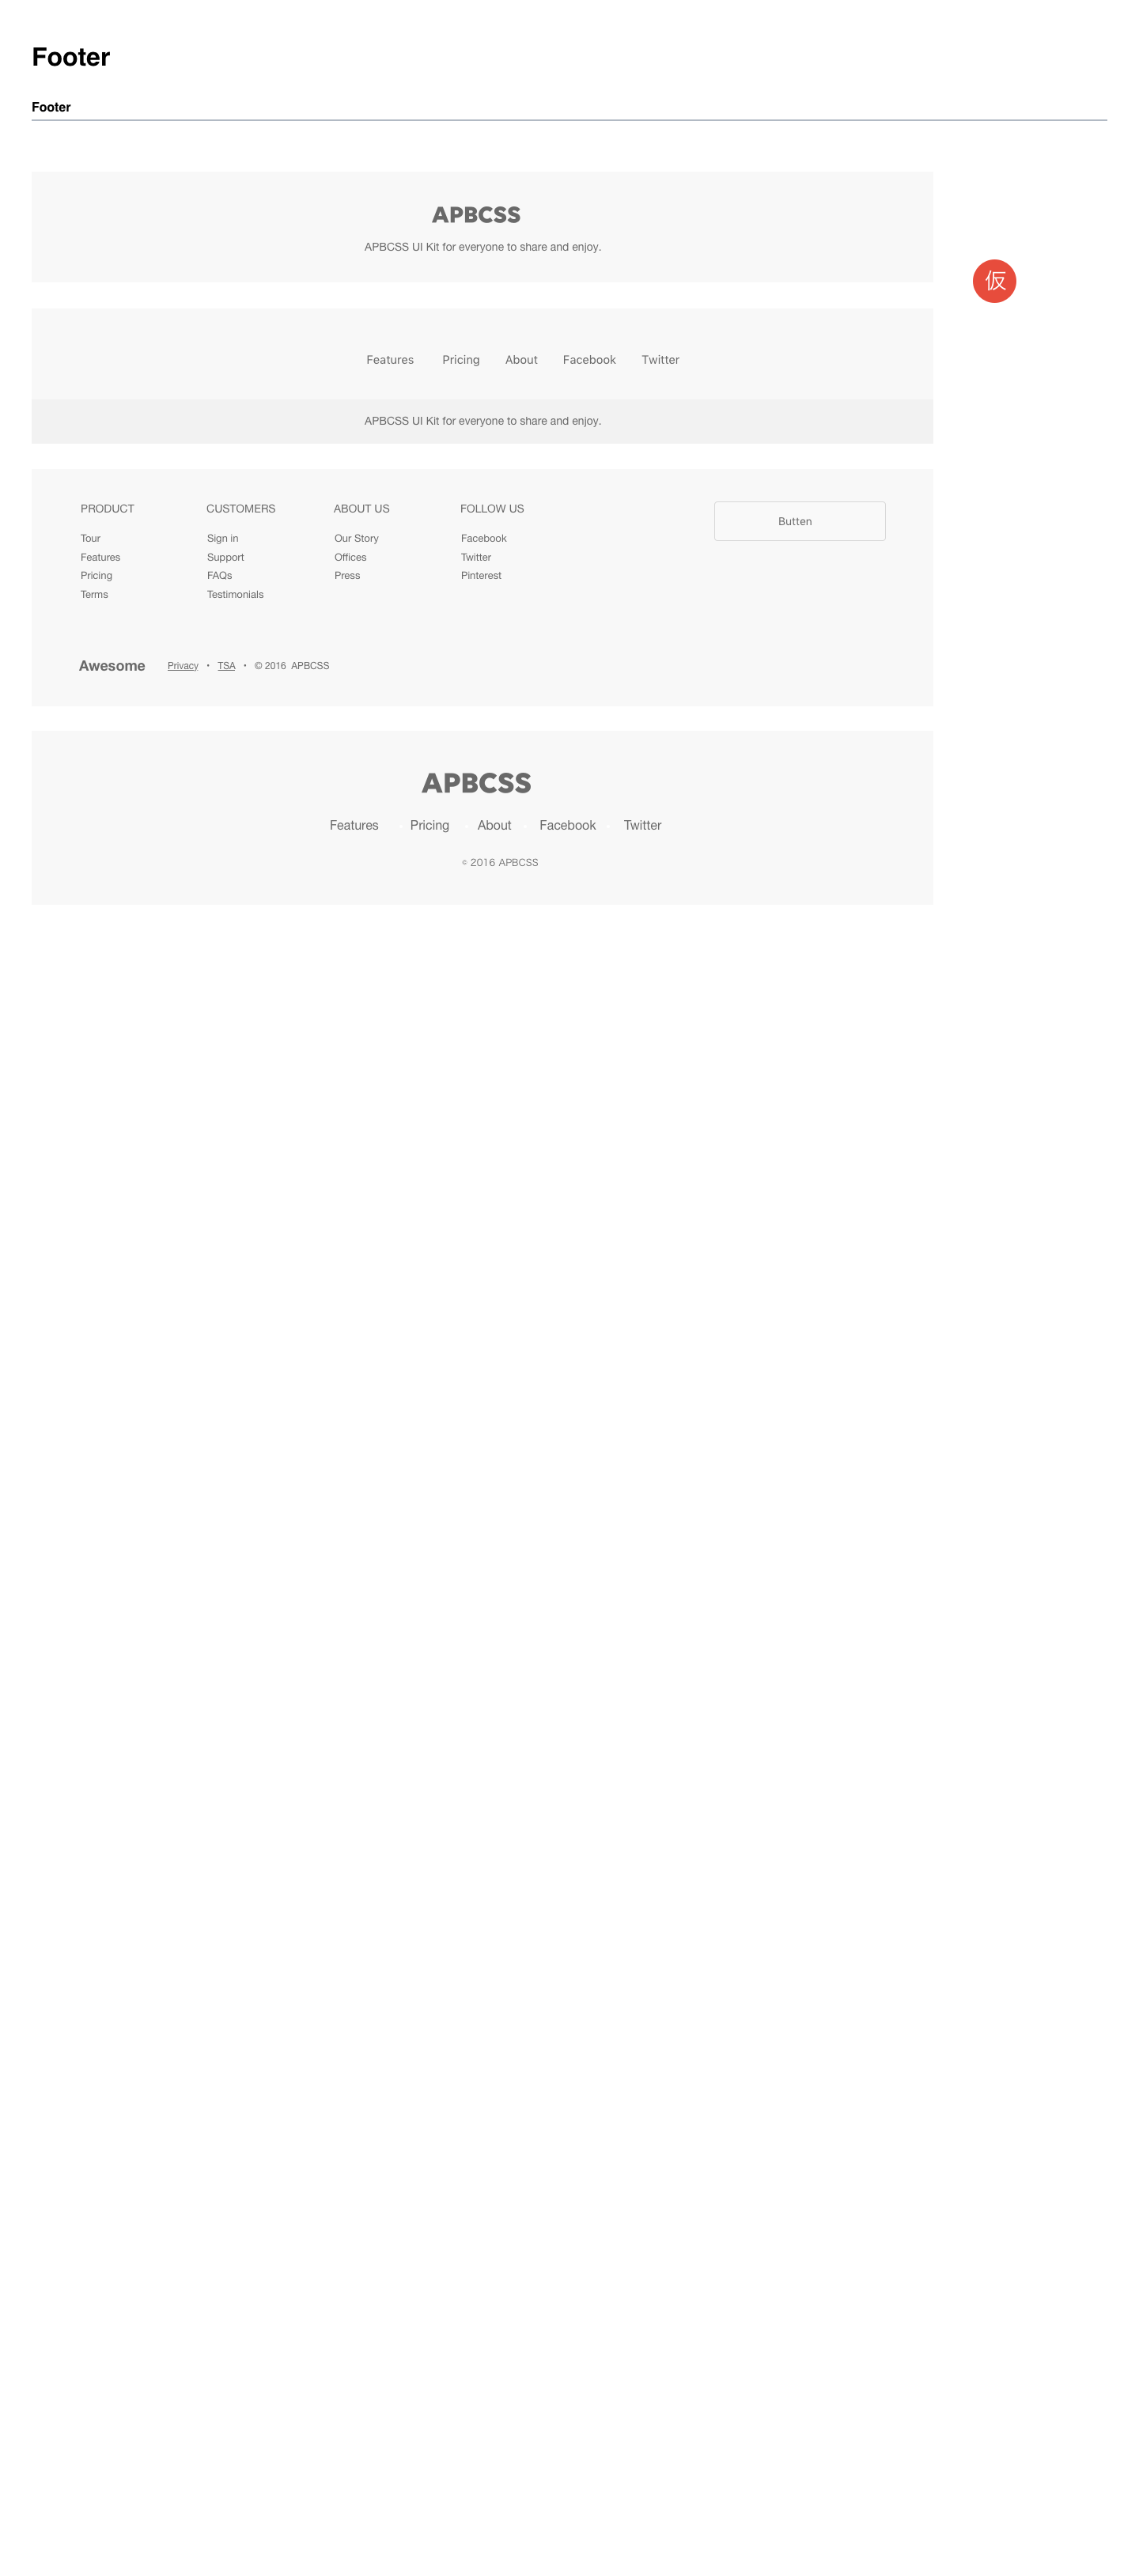 Footer
Footer
APBCSS
APBCSS UI Kit for everyone to share and enjoy.
仮
Features Pricing About Facebook Twitter
APBCSS UI Kit for everyone to share and enjoy.
PRODUCT CUSTOMERS ABOUT US FOLLOW US
Butten
Tour Sign in Our Story Facebook
Features Support Offices Twitter
Pricing FAQs Press Pinterest
Terms Testimonials
Awesome Privacy • TSA • © 2016 APBCSS
APBCSS
Features Pricing About Facebook Twitter
© 2016 APBCSS